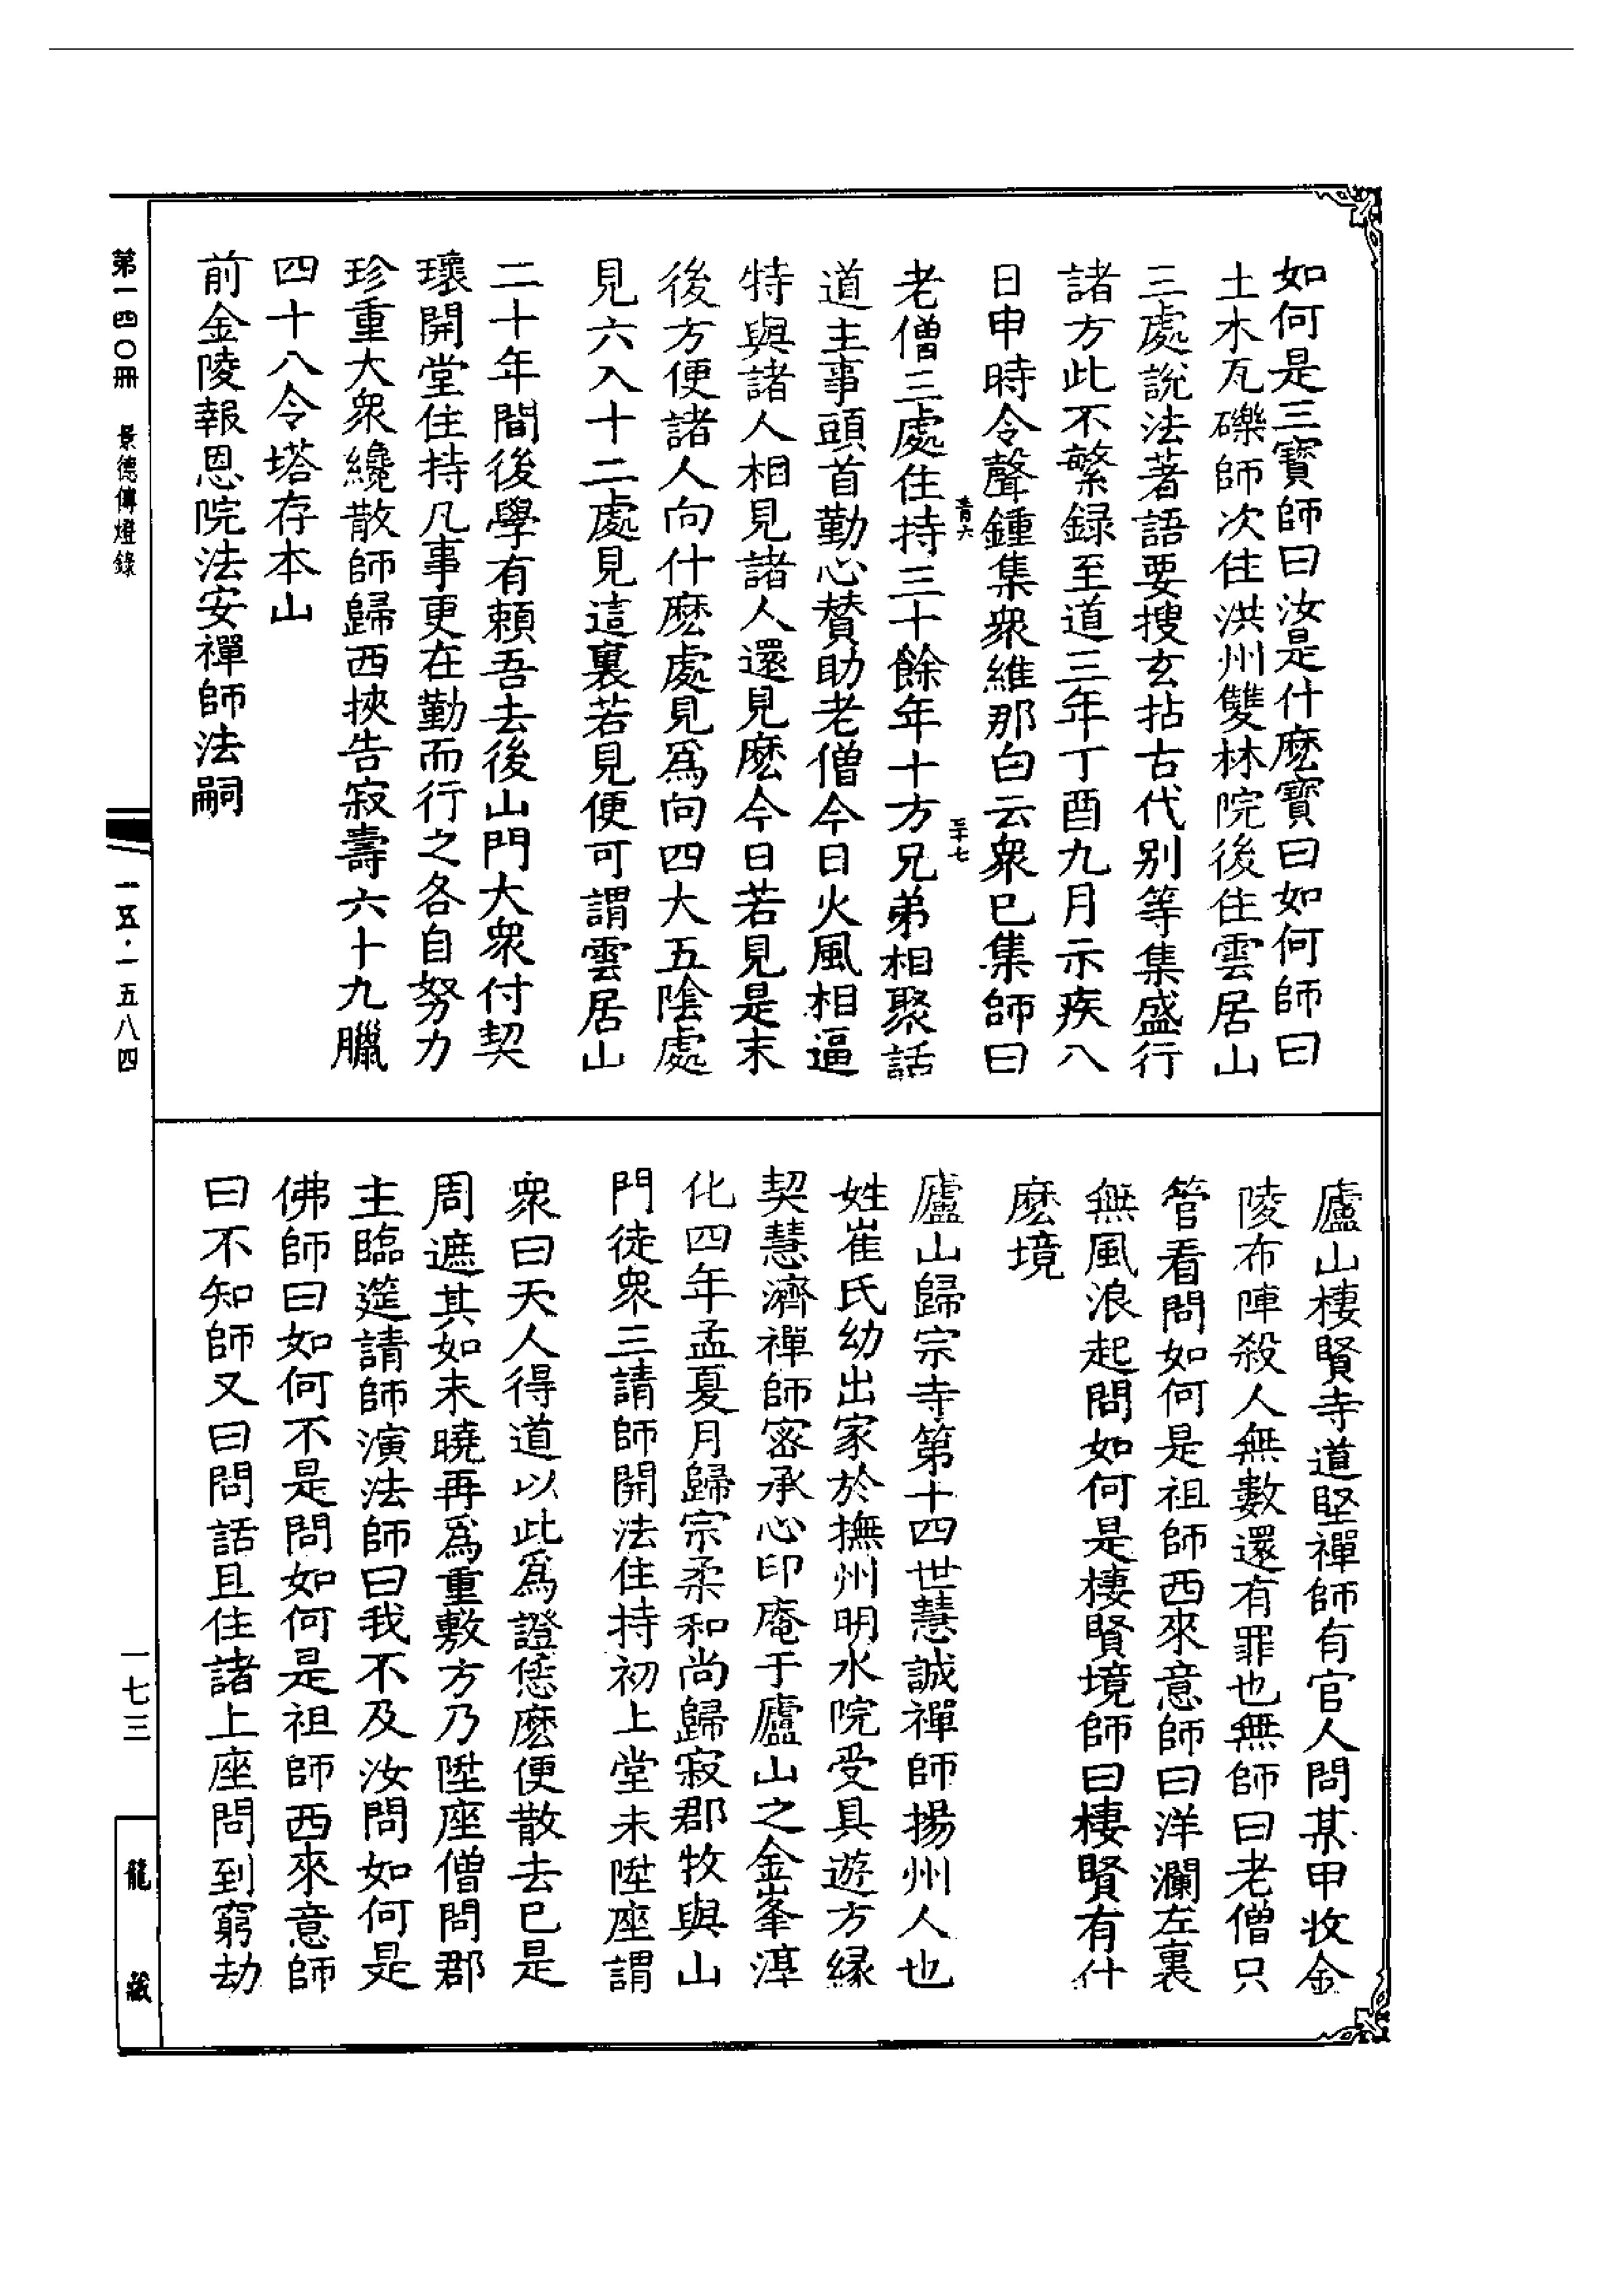 如何是三寶師曰汝是什麽寶曰如何師曰
土木瓦礫師次住洪州雙林院後住雲居山
三處說法著語要搜玄拈古代別等集盛行
諸方此不繁録至道三年丁酉九月示疾八
日申時令聲鍾集衆維那白云衆已集師曰
青六
三十七
老僧三處住持三十餘年十方兄弟相聚話
道主事頭首勤心賛助老僧今日火風相逼
特與諸人相見諸人還見麽今日若見是末
後方便諸人向什麽處見爲向四大五陰處
見六入十二處見這裏若見便可謂雲居山
二十年間後學有賴吾去後山門大衆付契
瓌開堂住持凡事更在勤而行之各自努力
珍重大衆纔散師歸西挾告寂壽六十九臘
四十八今塔存本山
前金陵報恩院法安禪師法嗣
廬山棲賢寺道堅禪師有官人問某甲收金
陵布陣殺人無數還有罪也無師曰老僧只
管看問如何是祖師西來意師曰洋瀾左裏
無風浪起問如何是棲賢境師曰棲賢有什
麽境
廬山歸宗寺第十四世慧誠禪師揚州人也
姓崔氏幼出家於撫州明水院受具遊方緣
契慧濟禪師密承心印庵于廬山之金峯淳
化四年孟夏月歸宗柔和尚歸寂郡牧與山
門徒衆三請師開法住持初上堂未陞座謂
衆曰天人得道以此爲證恁麽便散去已是
周遮其如未曉再爲重敷方乃陞座僧問郡
主臨筵請師演法師曰我不及汝問如何是
佛師曰如何不是問如何是祖師西來意師
曰不知師又曰問話且住諸上座問到窮劫
第一四〇冊 景德傳燈錄
一五·一五八四
一七三
龍藏